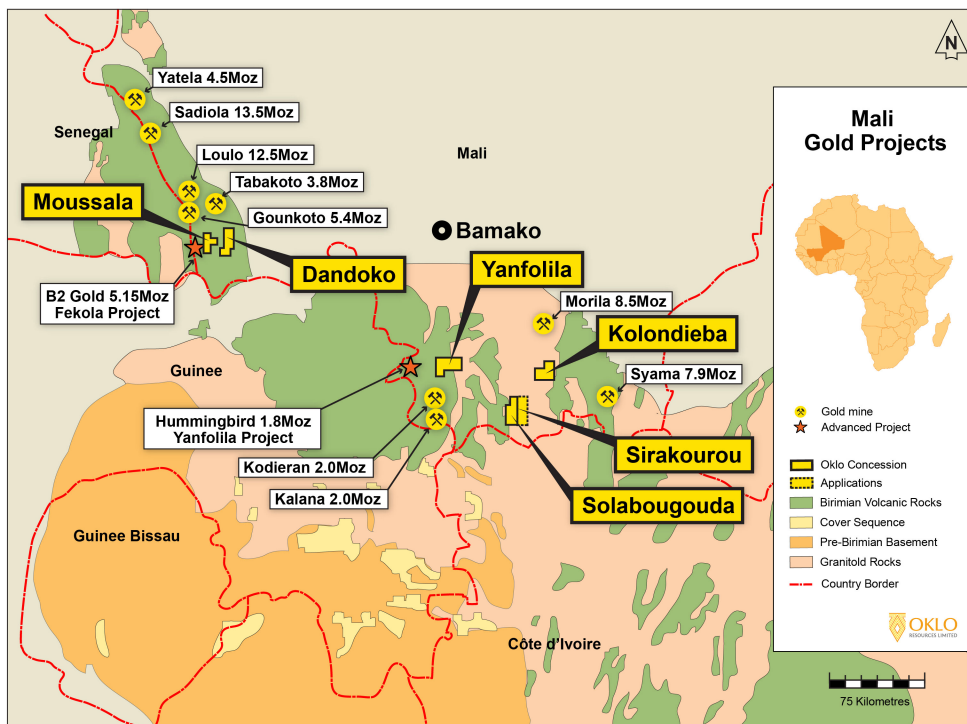 N
Yatela 4.5Moz
Sadiola 13.5Moz
Senegal
Mali
Loulo 12.5Moz
Tabakoto 3.8Moz
Moussala
Gounkoto 5.4Moz
Bamako
Dandoko
Yanfolila
B2 Gold 5.15Moz
Fekola Project
Morila 8.5Moz
Kolondieba
Guinee
Syama 7.9Moz
Hummingbird 1.8Moz
Yanfolila Project
Sirakourou
Kodieran 2.0Moz
Kalana 2.0Moz
Solabougouda
Guinee Bissau
Côte d'Ivoire
Mali
Gold Projects
Gold mine
Advanced Project
Oklo Concession
Applications
Birimian Volcanic Rocks
Cover Sequence
Pre-Birimian Basement
Granitold Rocks
Country Border
OKLO
RESOURCES LIMITED
75 Kilometres